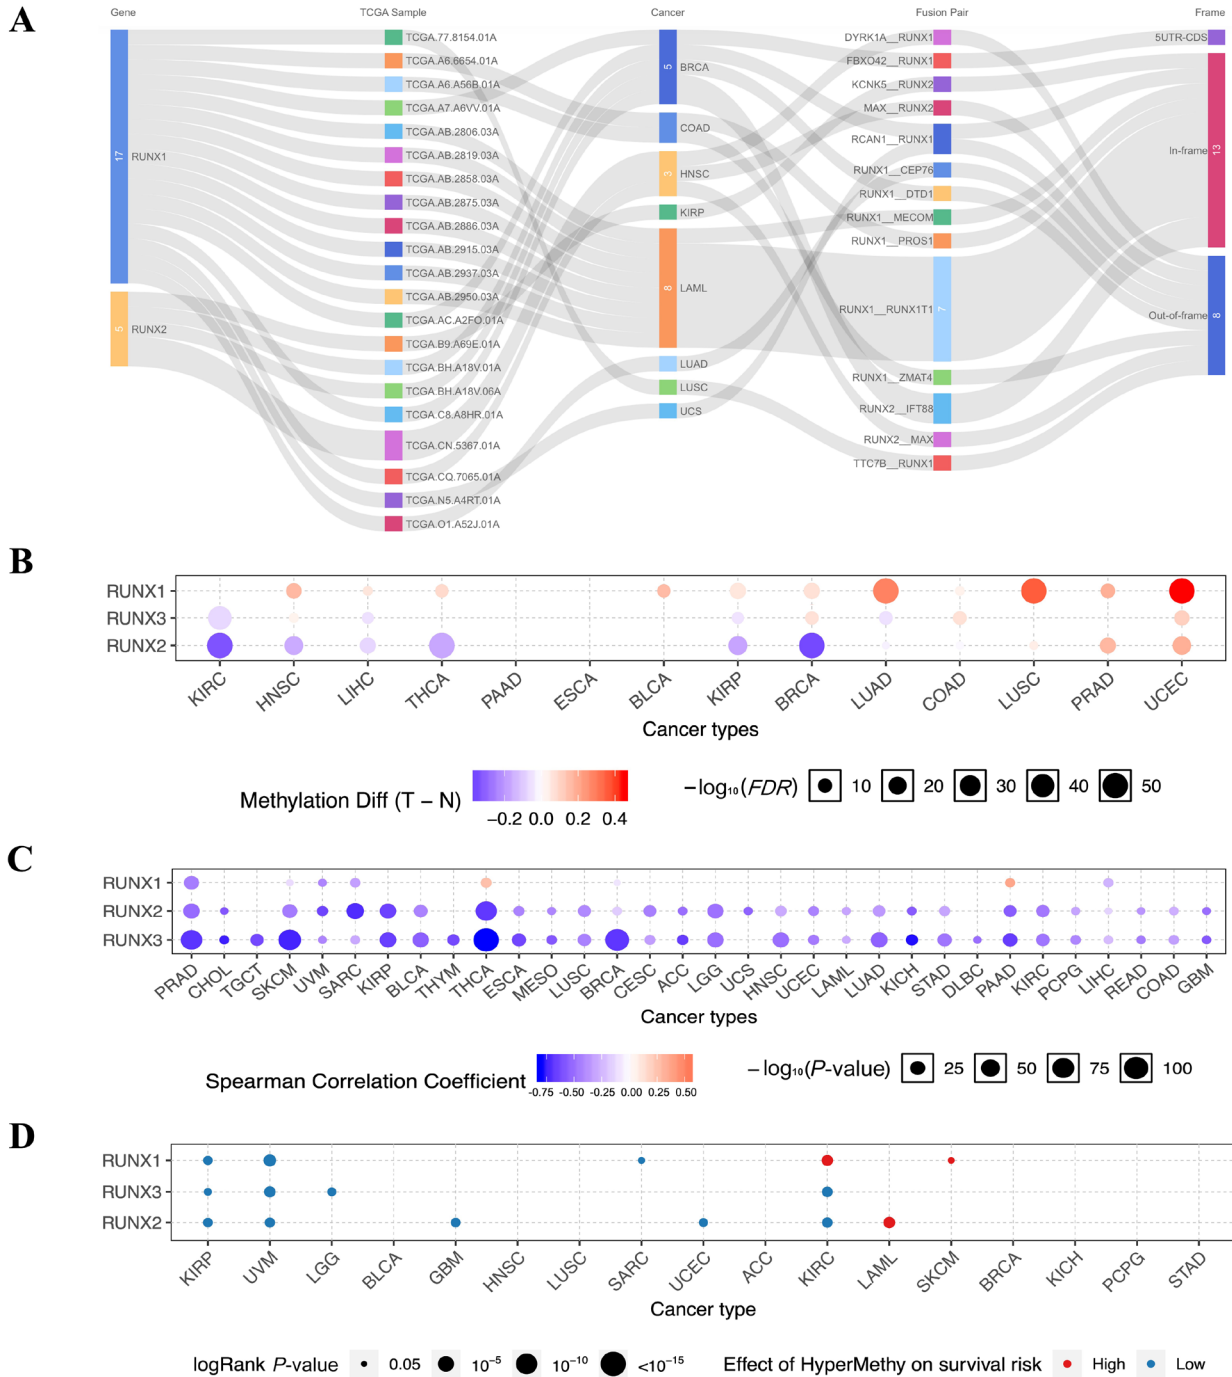 A
Gene TCGA Sample Cancer Fusion Pair Frame
17 RUNX1
5 RUNX2
TCGA.77.8154.01A
TCGA.A6.6654.01A
TCGA.A6.A56B.01A
TCGA.A7.A6VV.01A
TCGA.AB.2806.03A
TCGA.AB.2819.03A
TCGA.AB.2858.03A
TCGA.AB.2875.03A
TCGA.AB.2886.03A
TCGA.AB.2915.03A
TCGA.AB.2937.03A
TCGA.AB.2950.03A
TCGA.AC.A2FO.01A
TCGA.B9.A69E.01A
TCGA.BH.A18V.01A
TCGA.BH.A18V.06A
TCGA.C8.A8HR.01A
TCGA.CN.5367.01A
TCGA.CQ.7065.01A
TCGA.N5.A4RT.01A
TCGA.O1.A52J.01A
5 BRCA
COAD
3 HNSC
KIRP
8 LAML
LUAD
LUSC
UCS
DYRK1A__RUNX1
FBXO42__RUNX1
KCNK5__RUNX2
MAX__RUNX2
RCAN1__RUNX1
RUNX1__CEP76
RUNX1__DTD1
RUNX1__MECOM
RUNX1__PROS1
RUNX1__RUNX1T1 7
RUNX1__ZMAT4
RUNX2__IFT88
RUNX2__MAX
TTC7B__RUNX1
5UTR-CDS
In-frame 13
Out-of-frame 8
B
RUNX1
RUNX3
RUNX2
KIRC HNSC LIHC THCA PAAD ESCA BLCA KIRP BRCA LUAD COAD LUSC PRAD UCEC
Cancer types
Methylation Diff (T − N) −0.2 0.0 0.2 0.4
−log₁₀(FDR) 10 20 30 40 50
C
RUNX1
RUNX2
RUNX3
PRAD CHOL TGCT SKCM UVM SARC KIRP BLCA THYM THCA ESCA MESO LUSC BRCA CESC ACC LGG UCS HNSC UCEC LAML LUAD KICH STAD DLBC PAAD KIRC PCPG LIHC READ COAD GBM
Cancer types
Spearman Correlation Coefficient -0.75 -0.50 -0.25 0.00 0.25 0.50
−log₁₀(P-value) 25 50 75 100
D
RUNX1
RUNX3
RUNX2
KIRP UVM LGG BLCA GBM HNSC LUSC SARC UCEC ACC KIRC LAML SKCM BRCA KICH PCPG STAD
Cancer type
logRank P-value 0.05 10⁻⁵ 10⁻¹⁰ <10⁻¹⁵
Effect of HyperMethy on survival risk High Low